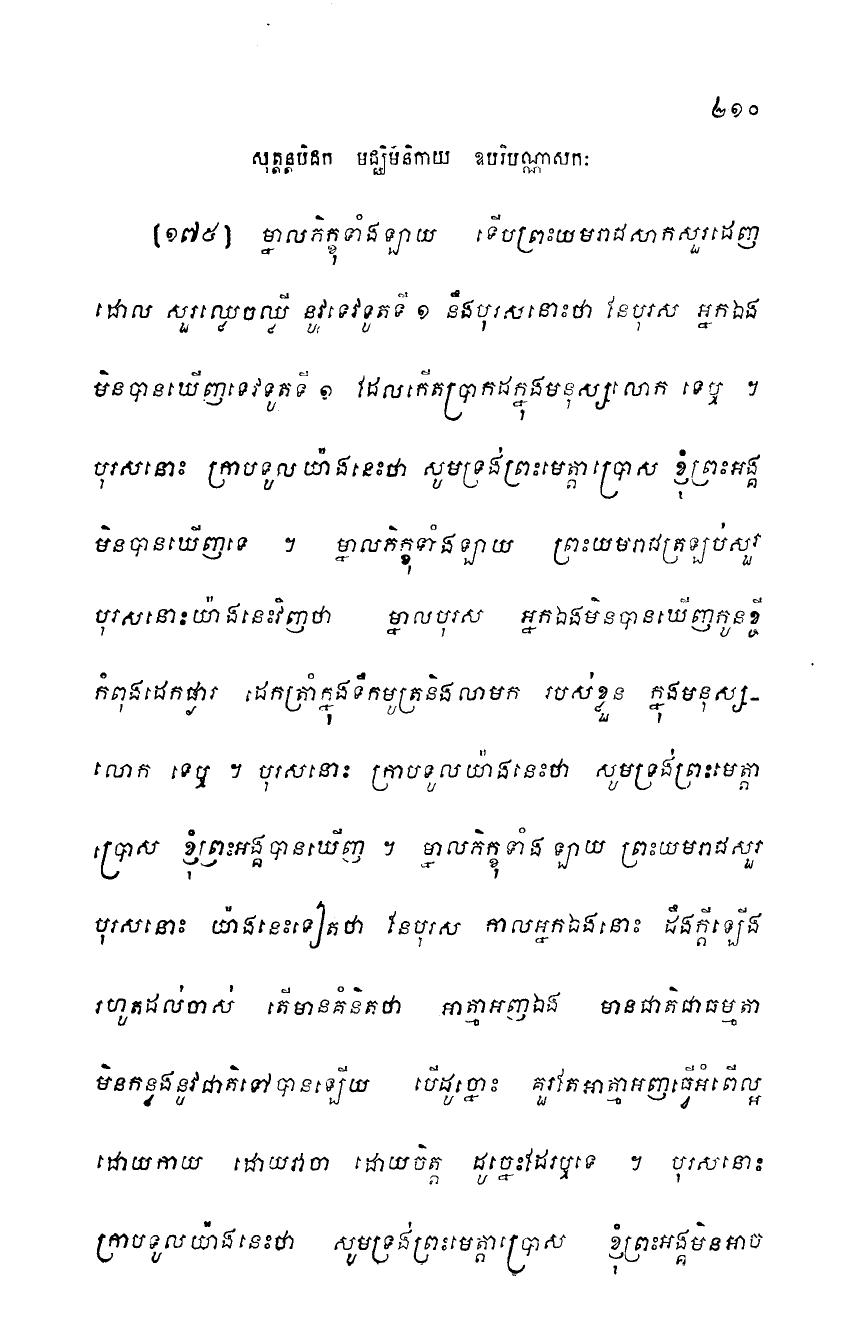 ២១០
សុត្តន្តបិដក មជ្ឈិមនិកាយ ឧបរិបណ្ណាសកៈ
[១៧៥] ម្នាលភិក្ខុទាំងឡាយ ទើបព្រះយមរាជសាកសួរដេញ
ដោល សួរឈ្វេចឈ្វី នូវទេវទូតទី ១ នឹងបុរសនោះថា នែបុរស អ្នកឯង
មិនបានឃើញទេវទូតទី ១ ដែលកើតប្រាកដក្នុងមនុស្សលោក ទេឬ ។
បុរសនោះ ក្រាបទូលយ៉ាងនេះថា សូមទ្រង់ព្រះមេត្តាប្រោស ខ្ញុំព្រះអង្គ
មិនបានឃើញទេ ។ ម្នាលភិក្ខុទាំងឡាយ ព្រះយមរាជត្រឡប់សួរ
បុរសនោះយ៉ាងនេះវិញថា ម្នាលបុរស អ្នកឯងមិនបានឃើញកូនខ្ចី
កំពុងដេកផ្ងារ ដេកត្រាំក្នុងទឹកមូត្រនិងលាមក របស់ខ្លួន ក្នុងមនុស្ស-
លោក ទេឬ ។ បុរសនោះ ក្រាបទូលយ៉ាងនេះថា សូមទ្រង់ព្រះមេត្តា
ប្រោស ខ្ញុំព្រះអង្គបានឃើញ ។ ម្នាលភិក្ខុទាំងឡាយ ព្រះយមរាជសួរ
បុរសនោះ យ៉ាងនេះទៀតថា នែបុរស កាលអ្នកឯងនោះ ដឹងក្តីឡើង
រហូតដល់ចាស់ តើមានគំនិតថា អាត្មាអញឯង មានជាតិជាធម្មតា
មិនកន្លងនូវជាតិទៅបានឡើយ បើដូច្នោះ គួរតែអាត្មាអញធ្វើអំពើល្អ
ដោយកាយ ដោយវាចា ដោយចិត្ត ដូច្នេះដែរឬទេ ។ បុរសនោះ
ក្រាបទូលយ៉ាងនេះថា សូមទ្រង់ព្រះមេត្តាប្រោស ខ្ញុំព្រះអង្គមិនអាច